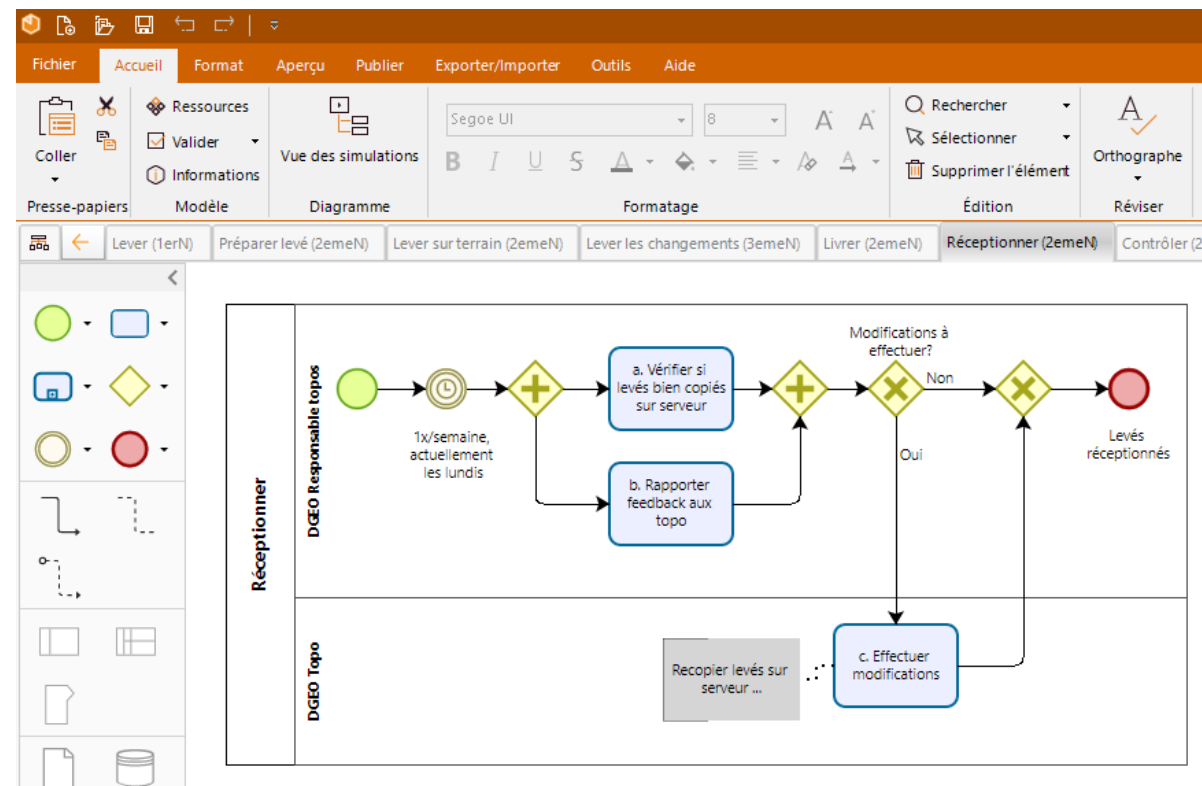 Fichier
Accueil
Format
Aperçu
Publier
Exporter/Importer
Outils
Aide
Coller
Presse-papiers
Ressources
Valider
Informations
Modèle
Vue des simulations
Diagramme
Segoe UI
8
A
A
B
I
U
S
A
A
Formatage
Rechercher
Sélectionner
Supprimer l'élément
Édition
A
Orthographe
Réviser
Lever (1erN)
Préparer levé (2emeN)
Lever sur terrain (2emeN)
Lever les changements (3emeN)
Livrer (2emeN)
Réceptionner (2emeN)
Contrôler (2
Réceptionner
DGEO Responsable topos
1x/semaine,
actuellement
les lundis
a. Vérifier si
levés bien copiés
sur serveur
b. Rapporter
feedback aux
topo
Modifications à
effectuer?
Non
Oui
Levés
réceptionnés
DGEO Topo
Recopier levés sur
serveur ...
c. Effectuer
modifications